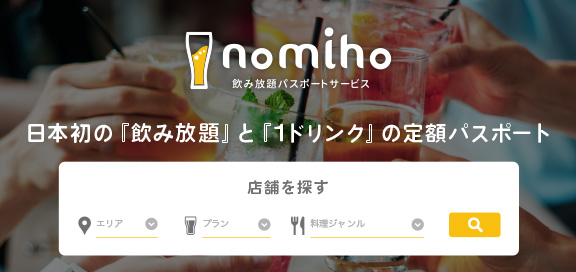 nomiho
飲み放題パスポートサービス
日本初の『飲み放題』と『1ドリンク』の定額パスポート
店舗を探す
エリア プラン 料理ジャンル